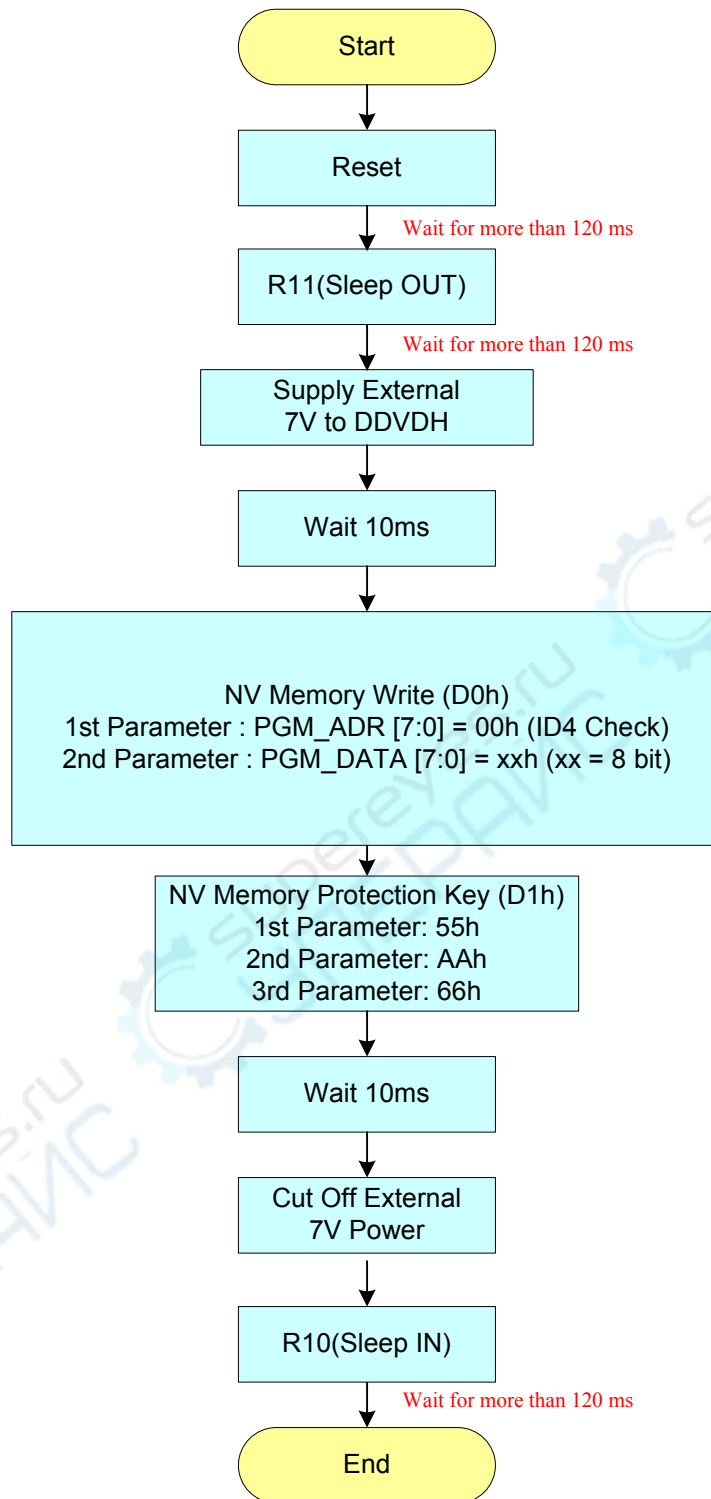 Start
Reset
Wait for more than 120 ms
R11(Sleep OUT)
Wait for more than 120 ms
Supply External
7V to DDVDH
Wait 10ms
NV Memory Write (D0h)
1st Parameter : PGM_ADR [7:0] = 00h (ID4 Check)
2nd Parameter : PGM_DATA [7:0] = xxh (xx = 8 bit)
NV Memory Protection Key (D1h)
1st Parameter: 55h
2nd Parameter: AAh
3rd Parameter: 66h
Wait 10ms
Cut Off External
7V Power
R10(Sleep IN)
Wait for more than 120 ms
End
supereyes.ru
СУПЕРАЙС